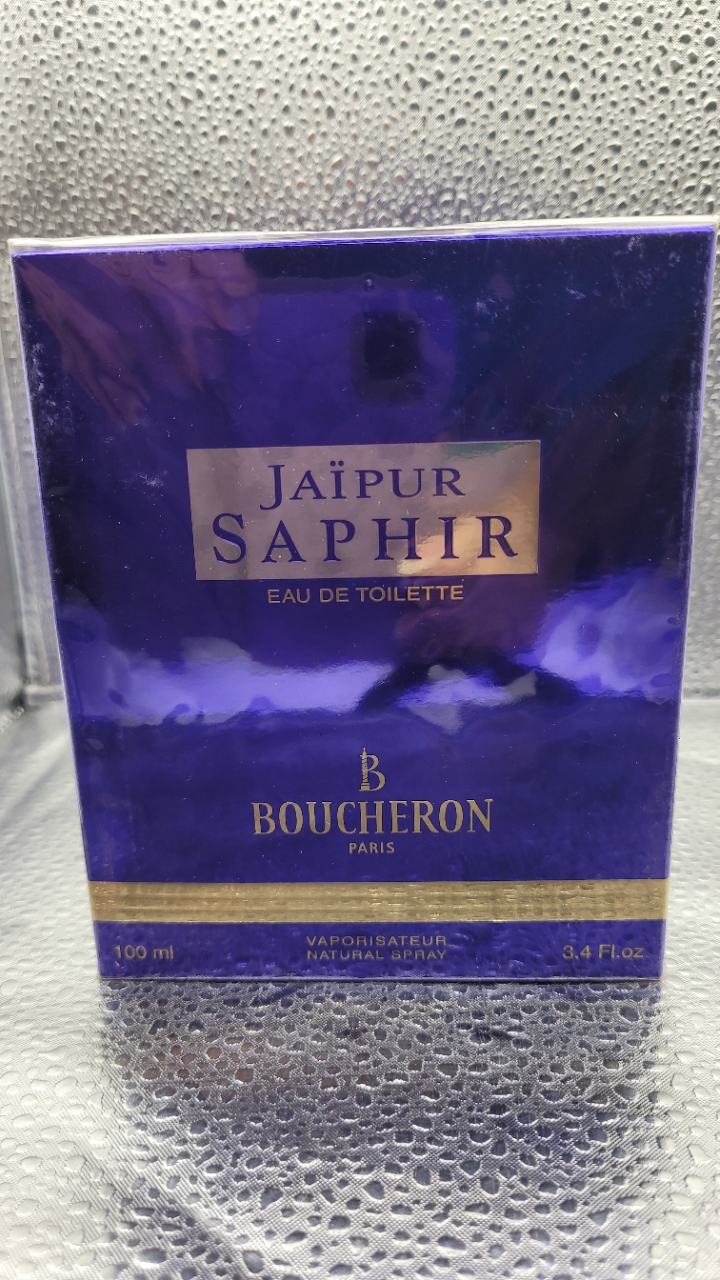 JAÏPUR
SAPHIR
EAU DE TOILETTE
B
BOUCHERON
PARIS
100 ml
VAPORISATEUR
NATURAL SPRAY
3.4 Fl.oz